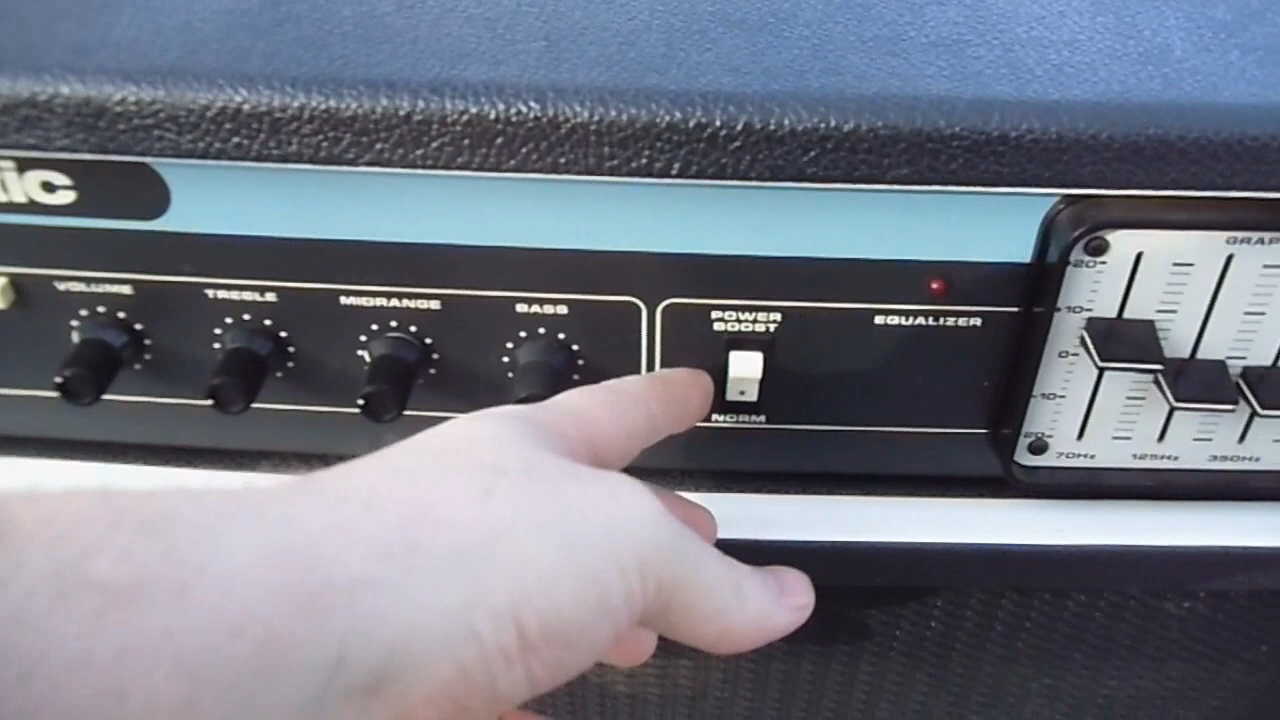 ic
VOLUME
TREBLE
MIDRANGE
BASS
POWER
BOOST
NORM
EQUALIZER
GRAP
20
10
0
10
20
70Hz
125Hz
350Hz